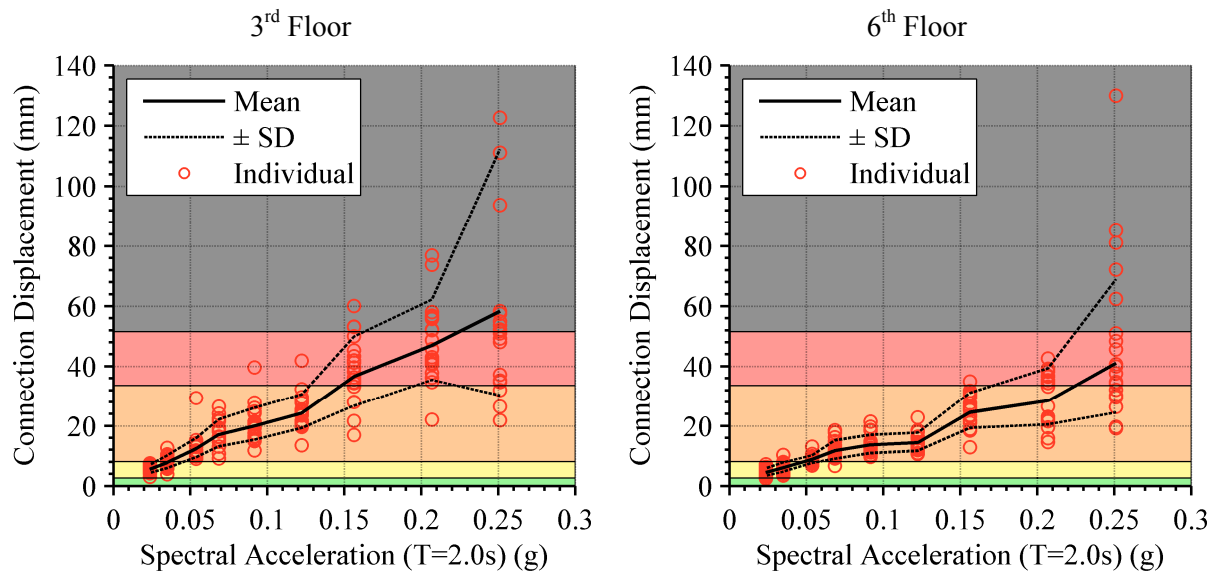 3rd Floor
140
120
100
80
60
40
20
0
Connection Displacement (mm)
Mean
± SD
Individual
0
0.05
0.1
0.15
0.2
0.25
0.3
Spectral Acceleration (T=2.0s) (g)
6th Floor
140
120
100
80
60
40
20
0
Connection Displacement (mm)
Mean
± SD
Individual
0
0.05
0.1
0.15
0.2
0.25
0.3
Spectral Acceleration (T=2.0s) (g)